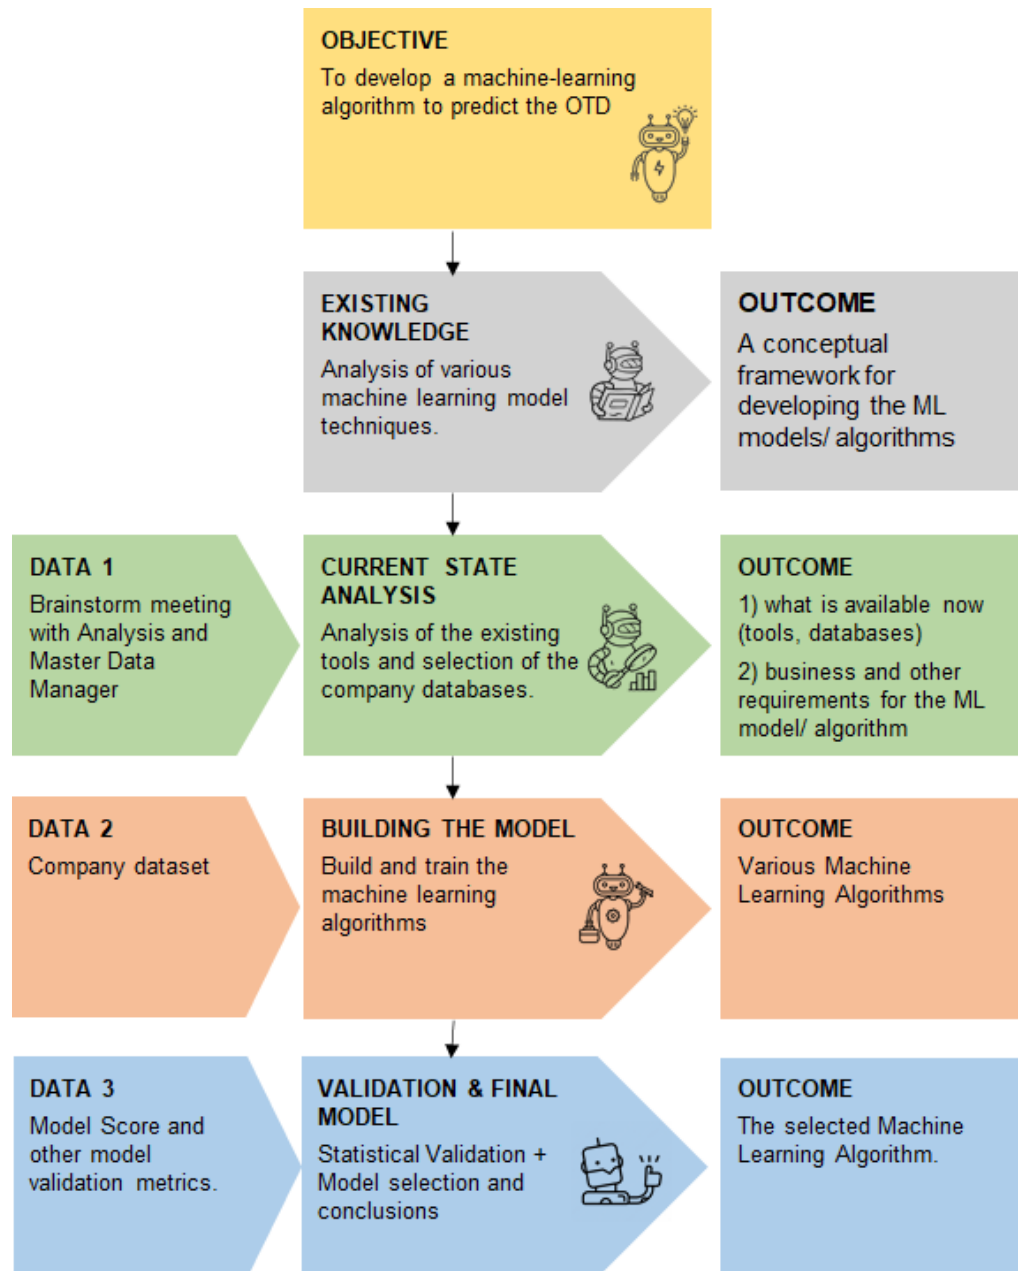 OBJECTIVE
To develop a machine-learning
algorithm to predict the OTD
EXISTING
KNOWLEDGE
Analysis of various
machine learning model
techniques.
OUTCOME
A conceptual
framework for
developing the ML
models/ algorithms
DATA 1
Brainstorm meeting
with Analysis and
Master Data
Manager
CURRENT STATE
ANALYSIS
Analysis of the existing
tools and selection of the
company databases.
OUTCOME
1) what is available now
(tools, databases)
2) business and other
requirements for the ML
model/ algorithm
DATA 2
Company dataset
BUILDING THE MODEL
Build and train the
machine learning
algorithms
OUTCOME
Various Machine
Learning Algorithms
DATA 3
Model Score and
other model
validation metrics.
VALIDATION & FINAL
MODEL
Statistical Validation +
Model selection and
conclusions
OUTCOME
The selected Machine
Learning Algorithm.